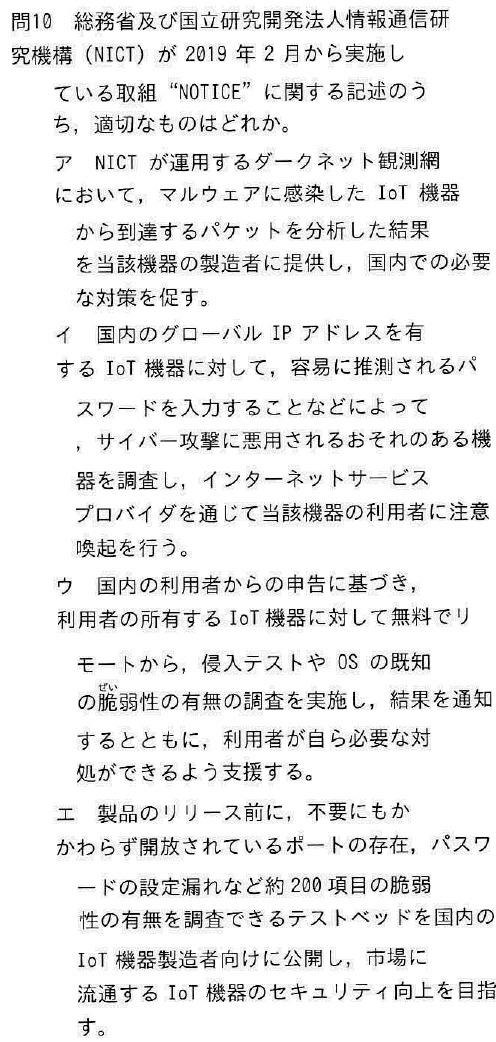 問10　総務省及び国立研究開発法人情報通信研
究機構（NICT）が 2019 年 2 月から実施し
ている取組 “NOTICE” に関する記述のう
ち，適切なものはどれか。
ア　NICT が運用するダークネット観測網
において，マルウェアに感染した IoT 機器
から到達するパケットを分析した結果
を当該機器の製造者に提供し，国内での必要
な対策を促す。
イ　国内のグローバル IP アドレスを有
する IoT 機器に対して，容易に推測されるパ
スワードを入力することなどによって
，サイバー攻撃に悪用されるおそれのある機
器を調査し，インターネットサービス
プロバイダを通じて当該機器の利用者に注意
喚起を行う。
ウ　国内の利用者からの申告に基づき，
利用者の所有する IoT 機器に対して無料でリ
モートから，侵入テストや OS の既知
の脆弱性の有無の調査を実施し，結果を通知
するとともに，利用者が自ら必要な対
処ができるよう支援する。
エ　製品のリリース前に，不要にもか
かわらず開放されているポートの存在，パスワ
ードの設定漏れなど約 200 項目の脆弱
性の有無を調査できるテストベッドを国内の
IoT 機器製造者向けに公開し，市場に
流通する IoT 機器のセキュリティ向上を目指
す。